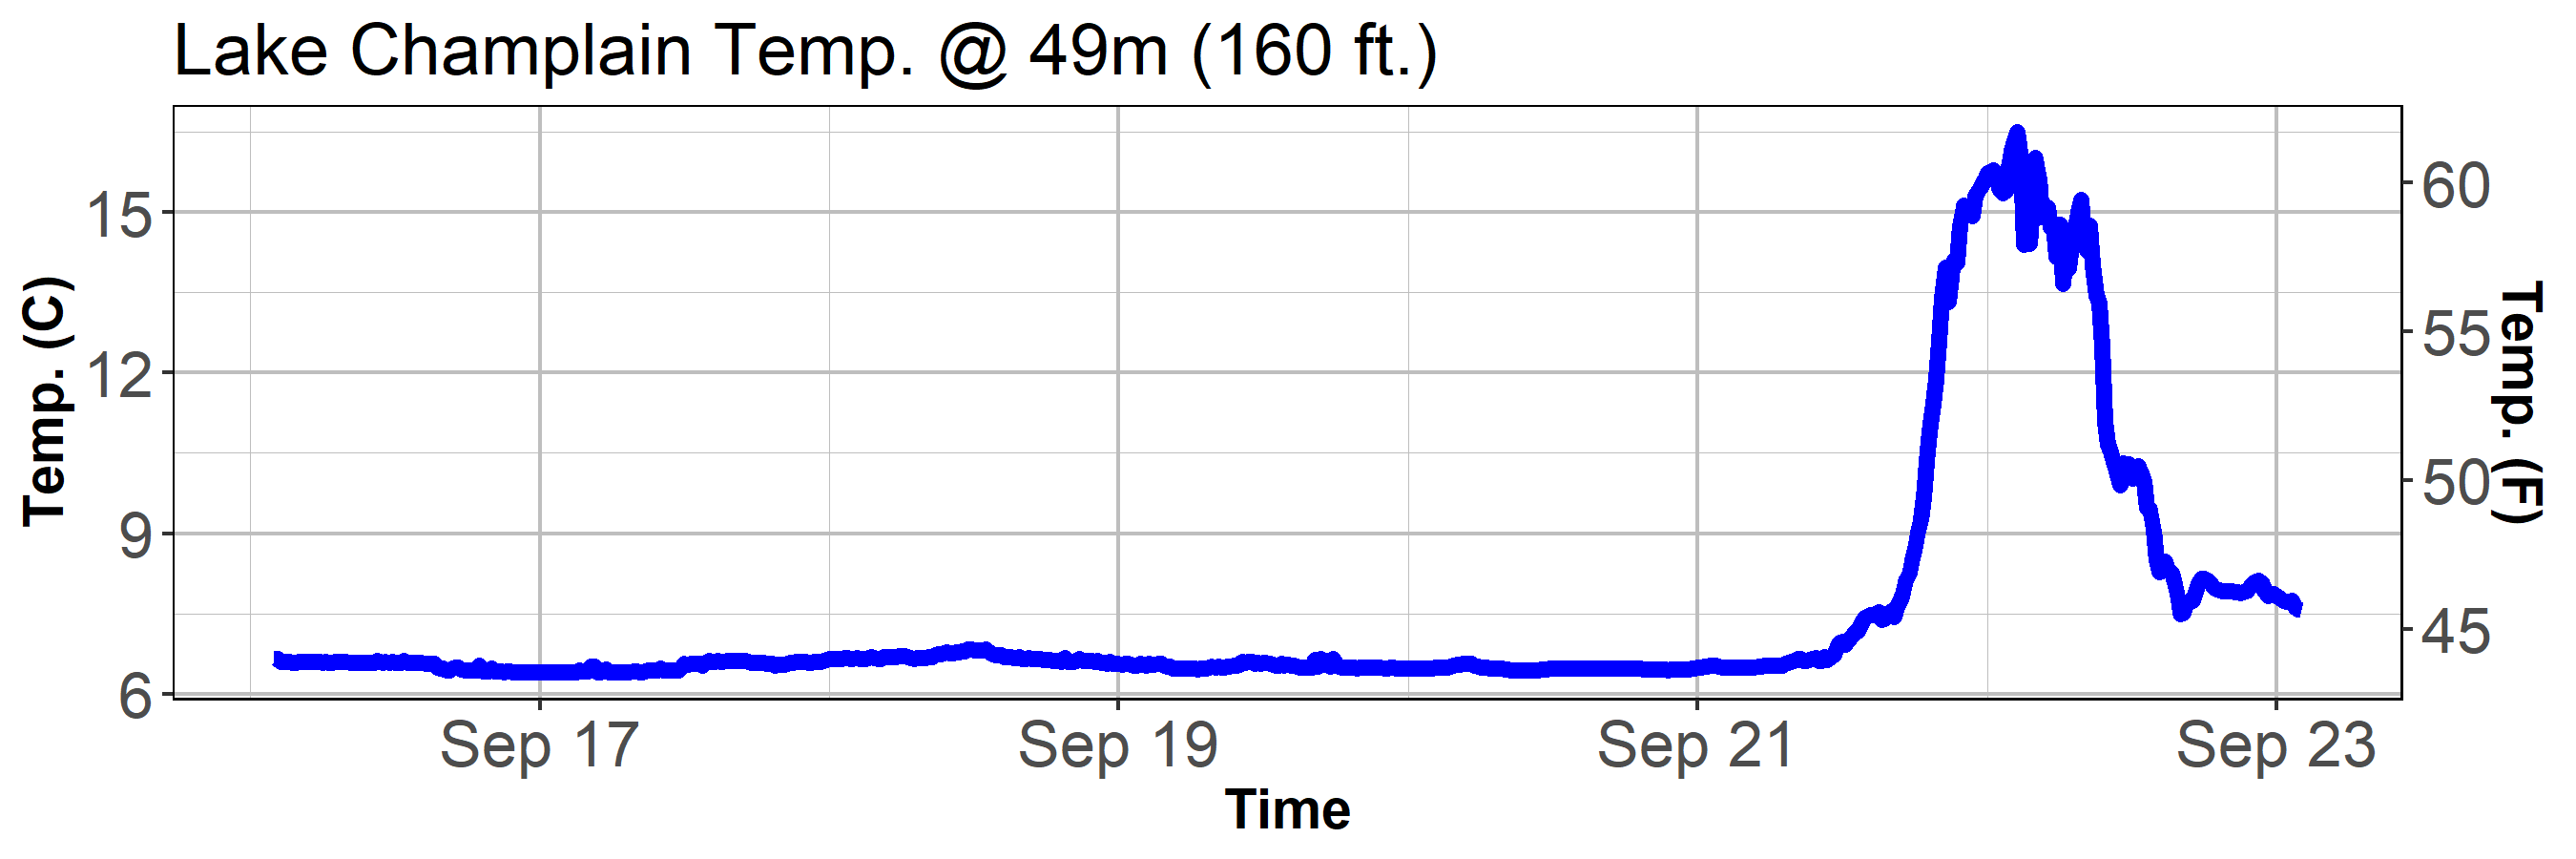 Lake Champlain Temp. @ 49m (160 ft.)
Temp. (C)
15
12
9
6
60
55
50
45
Temp. (F)
Sep 17
Sep 19
Sep 21
Sep 23
Time